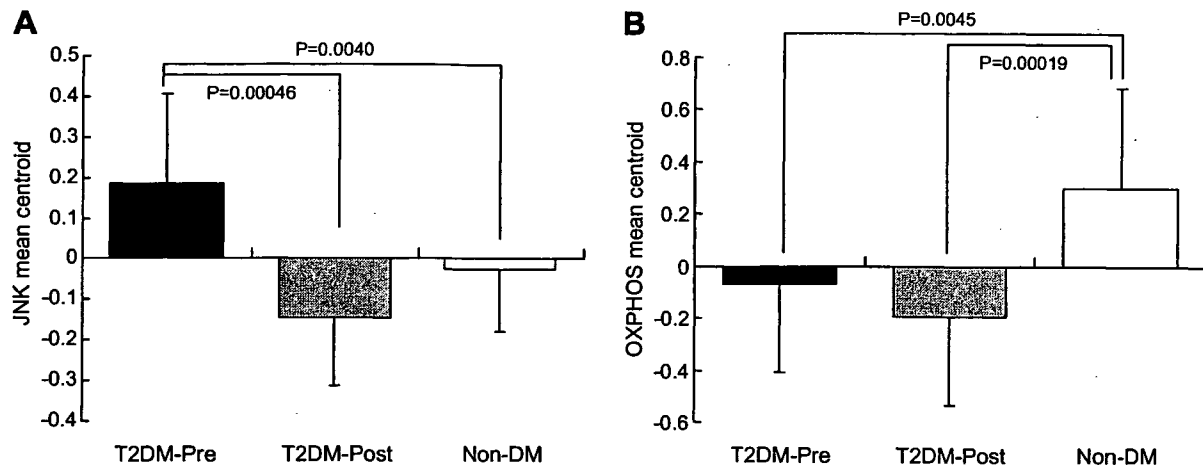 A
JNK mean centroid
0.5
0.4
0.3
0.2
0.1
0
-0.1
-0.2
-0.3
-0.4
P=0.0040
P=0.00046
T2DM-Pre
T2DM-Post
Non-DM
B
OXPHOS mean centroid
0.8
0.6
0.4
0.2
0
-0.2
-0.4
-0.6
P=0.0045
P=0.00019
T2DM-Pre
T2DM-Post
Non-DM